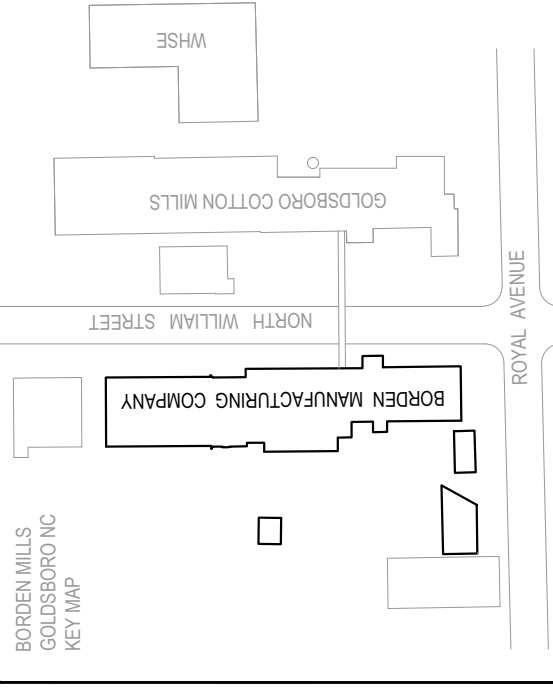 WHSE
GOLDSBORO COTTON MILLS
NORTH WILLIAM STREET
ROYAL AVENUE
BORDEN MANUFACTURING COMPANY
BORDEN MILLS
GOLDSBORO NC
KEY MAP